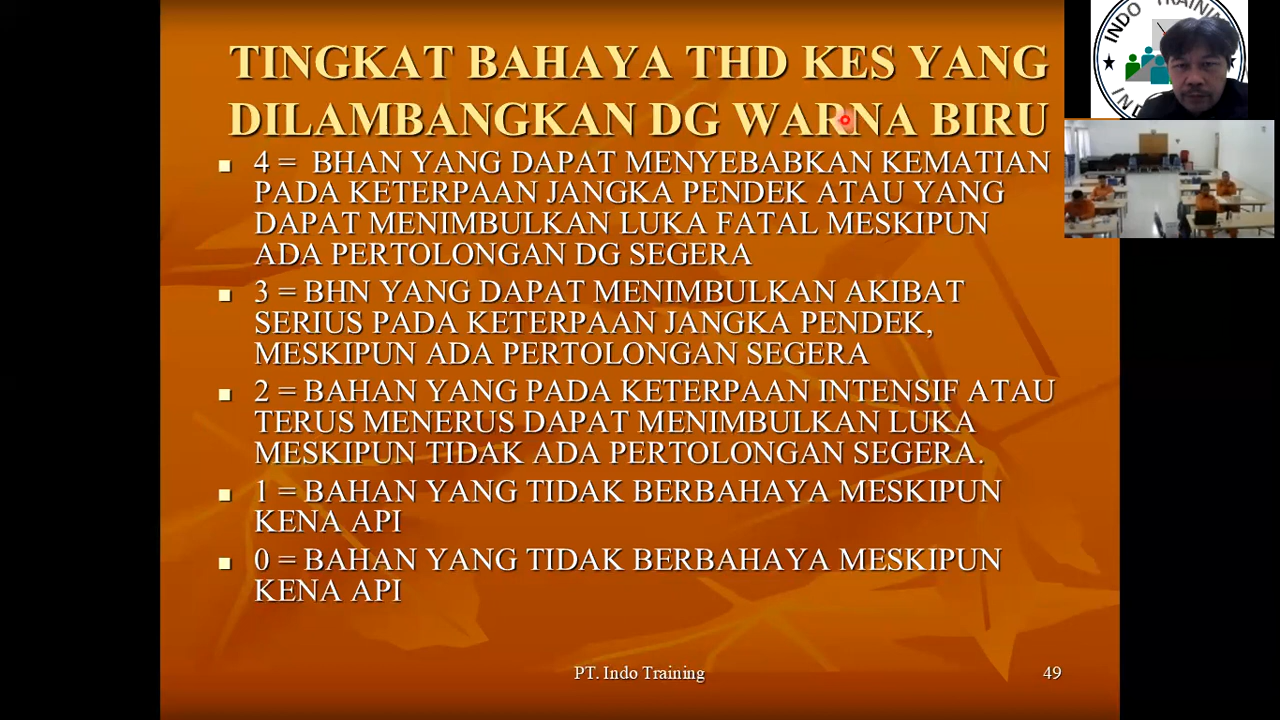 TINGKAT BAHAYA THD KES YANG
DILAMBANGKAN DG WARNA BIRU
4 = BHAN YANG DAPAT MENYEBABKAN KEMATIAN
PADA KETERPAAN JANGKA PENDEK ATAU YANG
DAPAT MENIMBULKAN LUKA FATAL MESKIPUN
ADA PERTOLONGAN DG SEGERA
3 = BHN YANG DAPAT MENIMBULKAN AKIBAT
SERIUS PADA KETERPAAN JANGKA PENDEK,
MESKIPUN ADA PERTOLONGAN SEGERA
2 = BAHAN YANG PADA KETERPAAN INTENSIF ATAU
TERUS MENERUS DAPAT MENIMBULKAN LUKA
MESKIPUN TIDAK ADA PERTOLONGAN SEGERA.
1 = BAHAN YANG TIDAK BERBAHAYA MESKIPUN
KENA API
0 = BAHAN YANG TIDAK BERBAHAYA MESKIPUN
KENA API
PT. Indo Training
49
INDO TRAINING